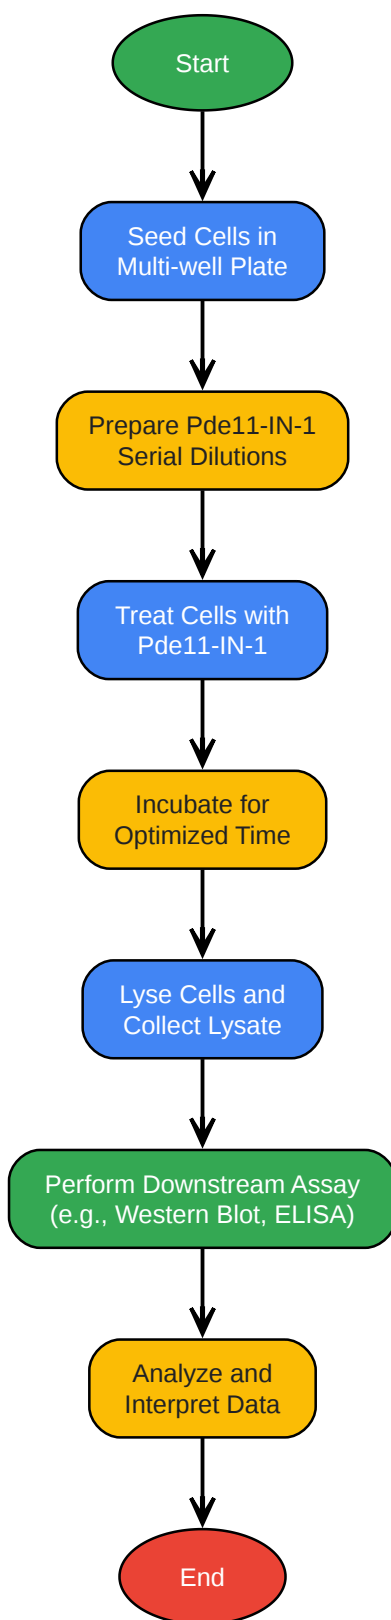 Start
Seed Cells in
Multi-well Plate
Prepare Pde11-IN-1
Serial Dilutions
Treat Cells with
Pde11-IN-1
Incubate for
Optimized Time
Lyse Cells and
Collect Lysate
Perform Downstream Assay
(e.g., Western Blot, ELISA)
Analyze and
Interpret Data
End